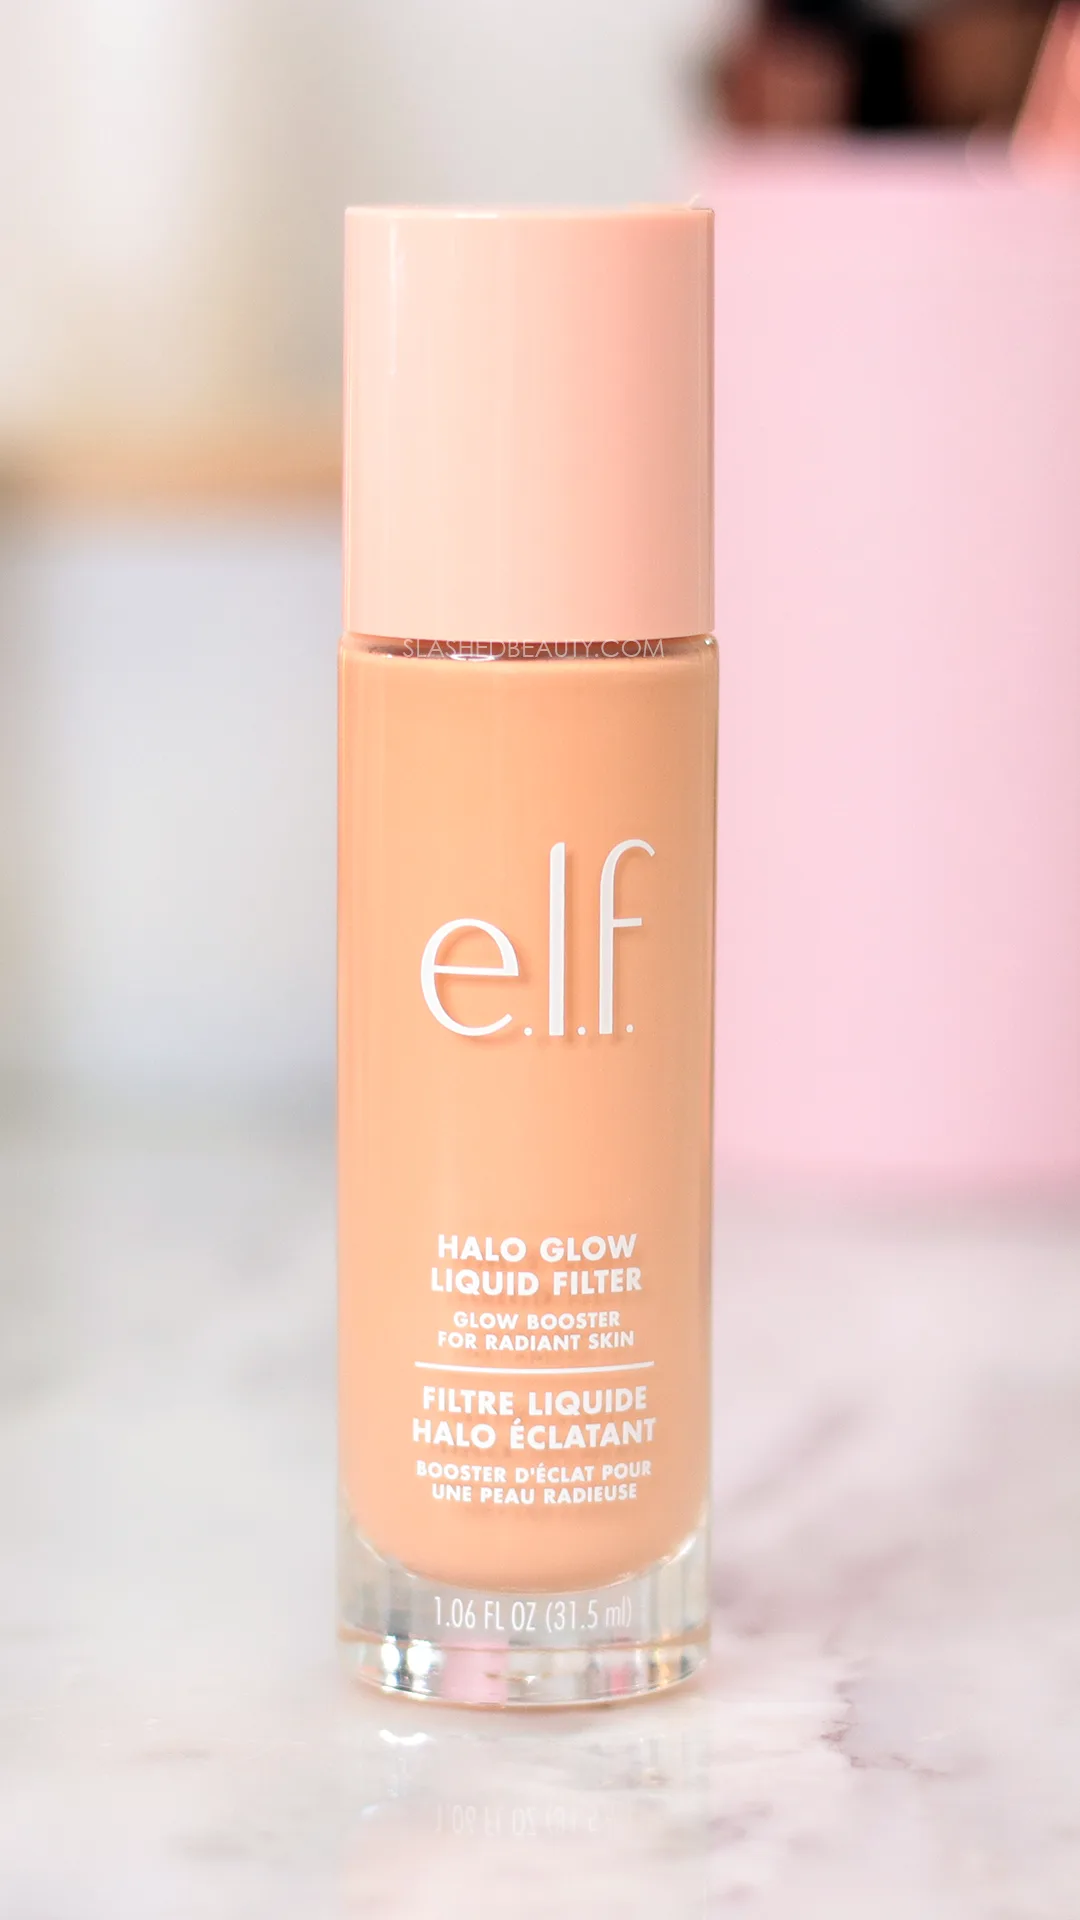 SLASHEDBEAUTY.COM
e.l.f.
HALO GLOW
LIQUID FILTER
GLOW BOOSTER
FOR RADIANT SKIN
FILTRE LIQUIDE
HALO ÉCLATANT
BOOSTER D'ÉCLAT POUR
UNE PEAU RADIEUSE
1.06 FL OZ (31.5 ml)